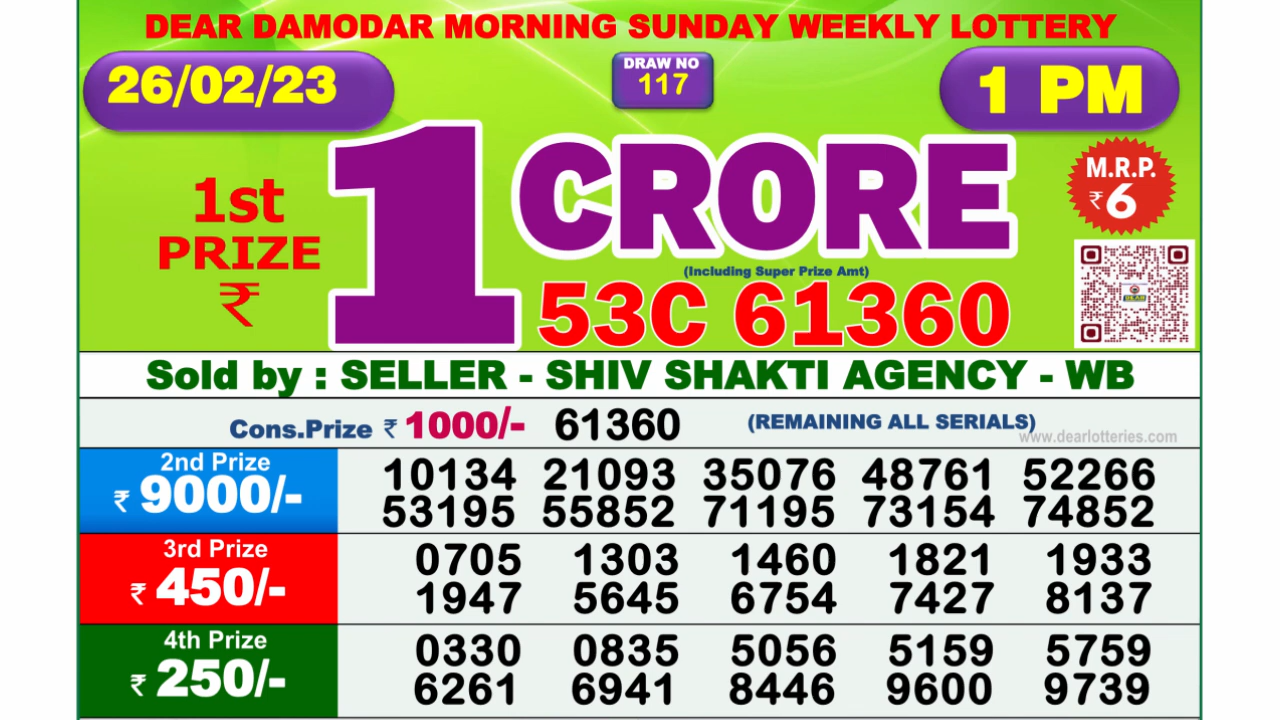 DEAR DAMODAR MORNING SUNDAY WEEKLY LOTTERY
26/02/23
DRAW NO
117
1 PM
1st
PRIZE
₹
1 CRORE
M.R.P.
₹ 6
(Including Super Prize Amt)
53C 61360
Sold by : SELLER - SHIV SHAKTI AGENCY - WB
Cons.Prize ₹ 1000/- 61360 (REMAINING ALL SERIALS)
www.dearlotteries.com
2nd Prize
₹ 9000/-
10134 21093 35076 48761 52266
53195 55852 71195 73154 74852
3rd Prize
₹ 450/-
0705 1303 1460 1821 1933
1947 5645 6754 7427 8137
4th Prize
₹ 250/-
0330 0835 5056 5159 5759
6261 6941 8446 9600 9739